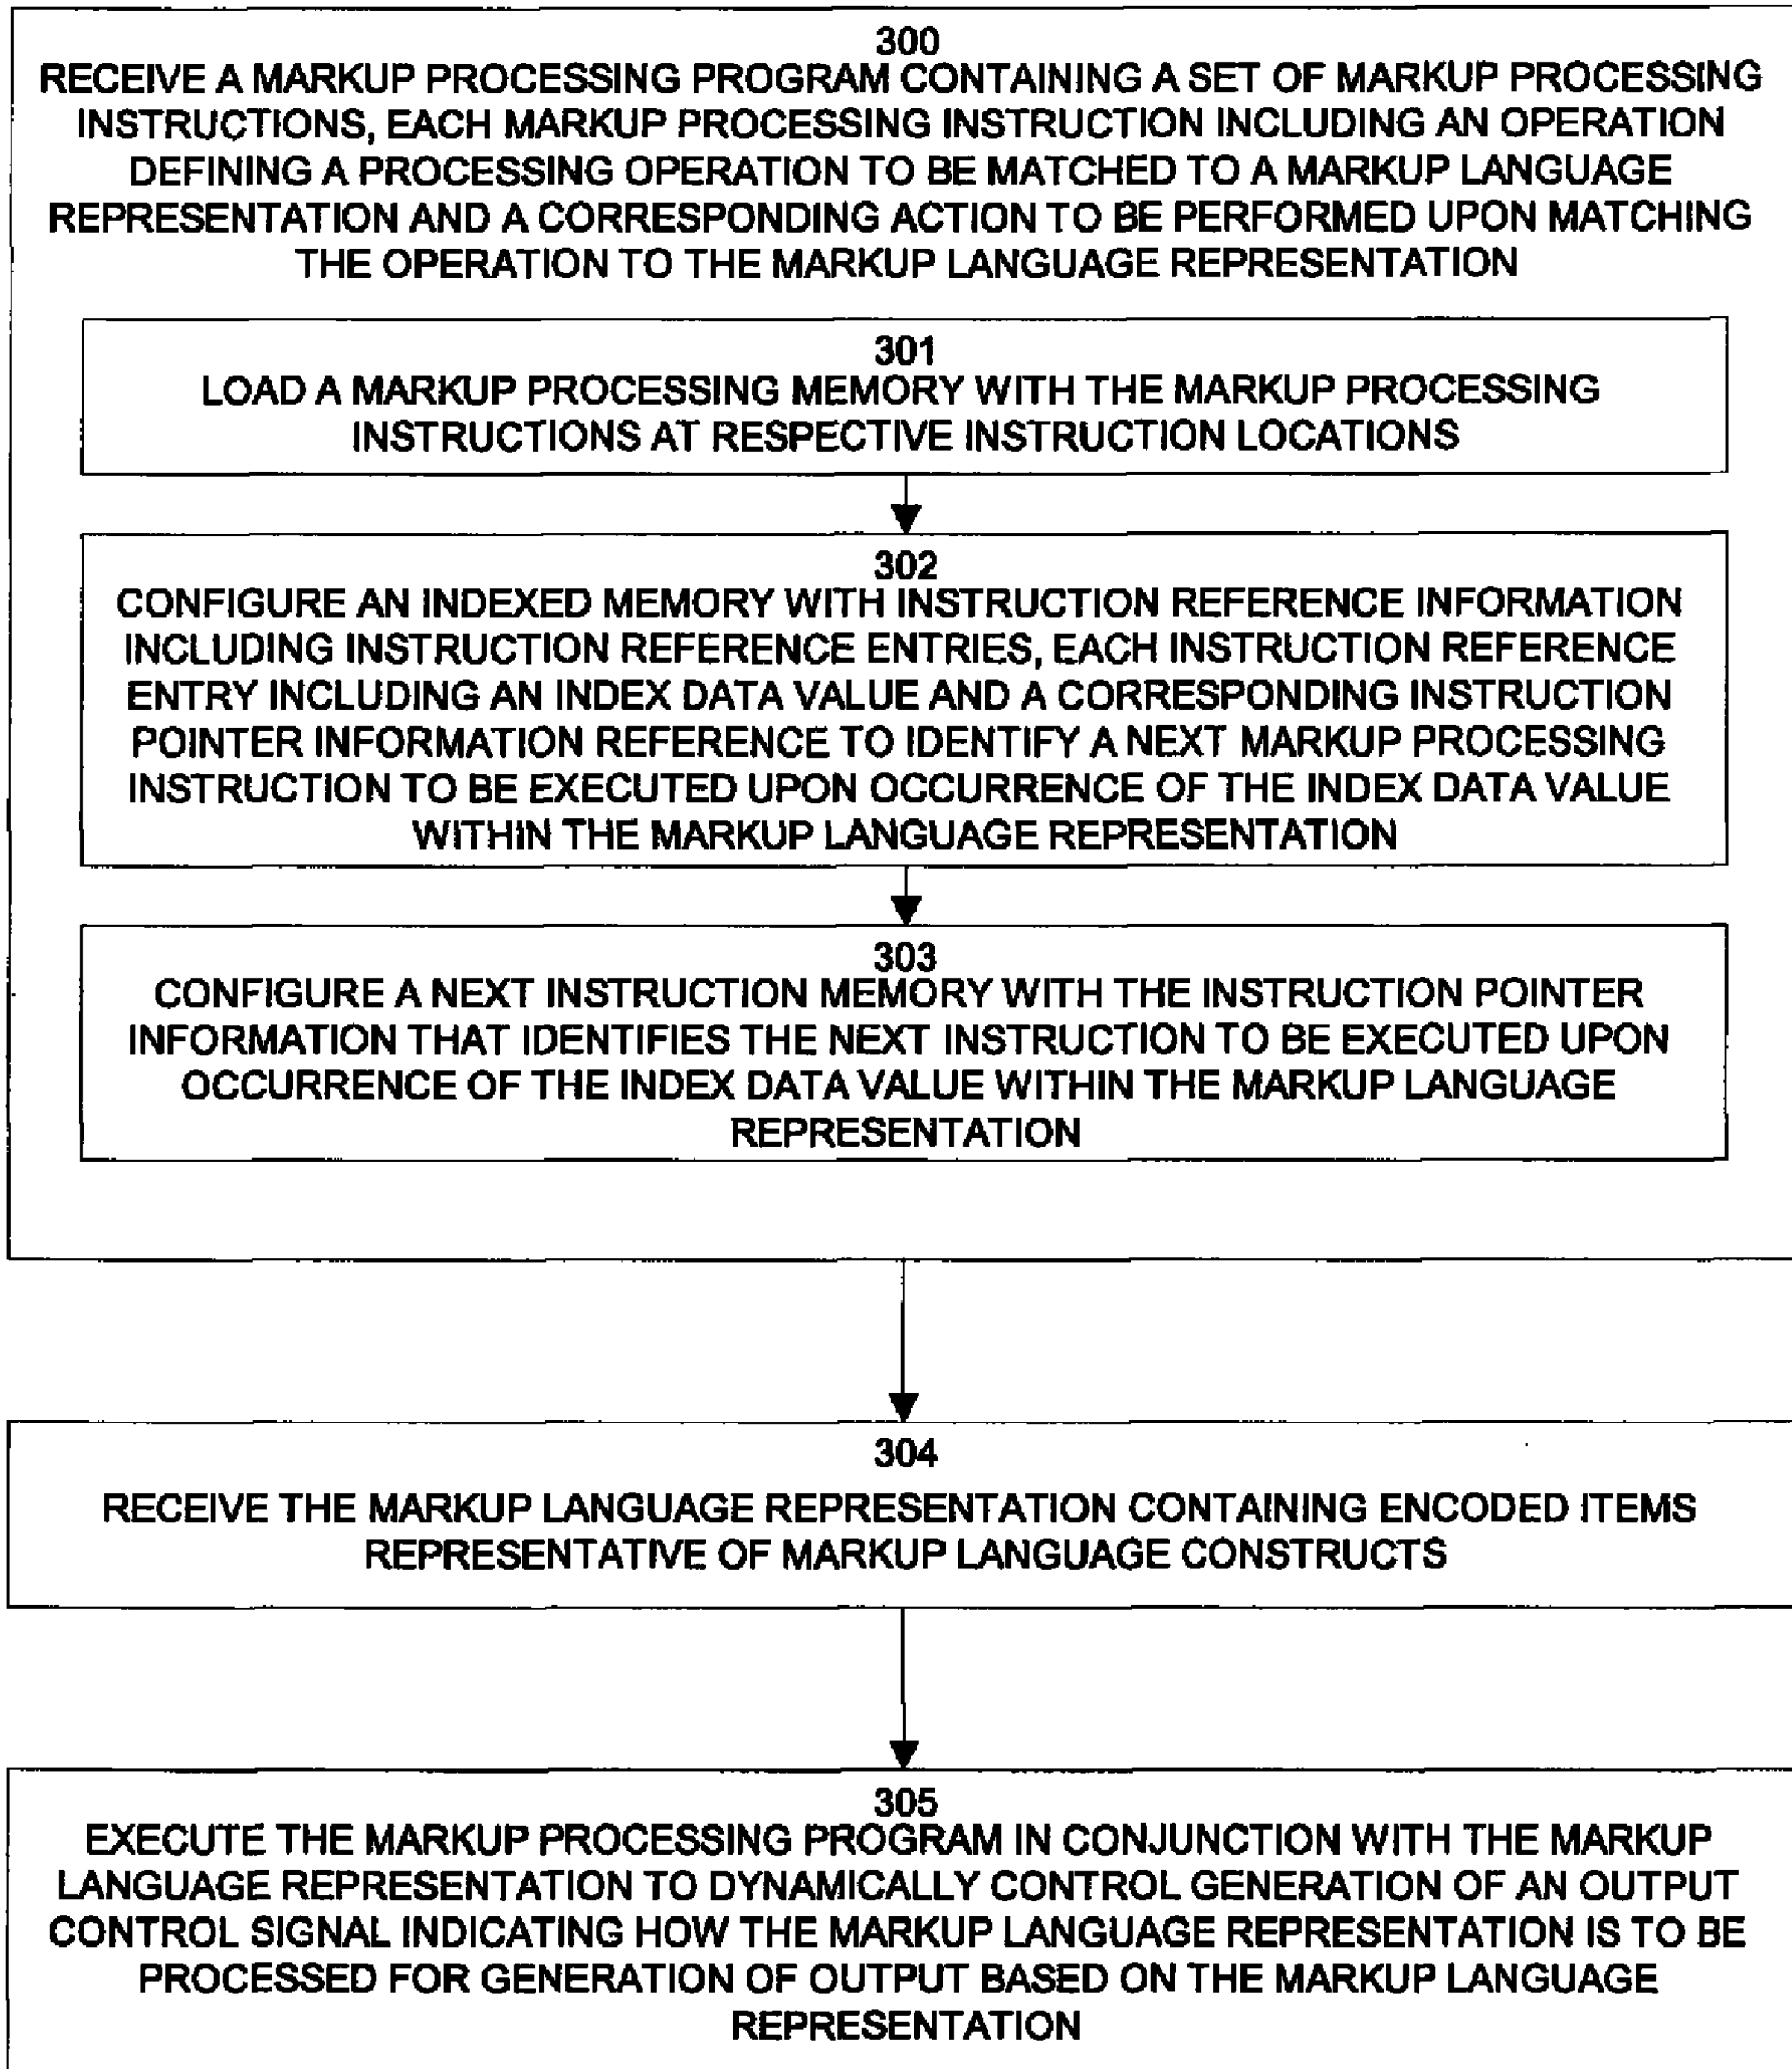 300
RECEIVE A MARKUP PROCESSING PROGRAM CONTAINING A SET OF MARKUP PROCESSING
INSTRUCTIONS, EACH MARKUP PROCESSING INSTRUCTION INCLUDING AN OPERATION
DEFINING A PROCESSING OPERATION TO BE MATCHED TO A MARKUP LANGUAGE
REPRESENTATION AND A CORRESPONDING ACTION TO BE PERFORMED UPON MATCHING
THE OPERATION TO THE MARKUP LANGUAGE REPRESENTATION
301
LOAD A MARKUP PROCESSING MEMORY WITH THE MARKUP PROCESSING
INSTRUCTIONS AT RESPECTIVE INSTRUCTION LOCATIONS
302
CONFIGURE AN INDEXED MEMORY WITH INSTRUCTION REFERENCE INFORMATION
INCLUDING INSTRUCTION REFERENCE ENTRIES, EACH INSTRUCTION REFERENCE
ENTRY INCLUDING AN INDEX DATA VALUE AND A CORRESPONDING INSTRUCTION
POINTER INFORMATION REFERENCE TO IDENTIFY A NEXT MARKUP PROCESSING
INSTRUCTION TO BE EXECUTED UPON OCCURRENCE OF THE INDEX DATA VALUE
WITHIN THE MARKUP LANGUAGE REPRESENTATION
303
CONFIGURE A NEXT INSTRUCTION MEMORY WITH THE INSTRUCTION POINTER
INFORMATION THAT IDENTIFIES THE NEXT INSTRUCTION TO BE EXECUTED UPON
OCCURRENCE OF THE INDEX DATA VALUE WITHIN THE MARKUP LANGUAGE
REPRESENTATION
304
RECEIVE THE MARKUP LANGUAGE REPRESENTATION CONTAINING ENCODED ITEMS
REPRESENTATIVE OF MARKUP LANGUAGE CONSTRUCTS
305
EXECUTE THE MARKUP PROCESSING PROGRAM IN CONJUNCTION WITH THE MARKUP
LANGUAGE REPRESENTATION TO DYNAMICALLY CONTROL GENERATION OF AN OUTPUT
CONTROL SIGNAL INDICATING HOW THE MARKUP LANGUAGE REPRESENTATION IS TO BE
PROCESSED FOR GENERATION OF OUTPUT BASED ON THE MARKUP LANGUAGE
REPRESENTATION